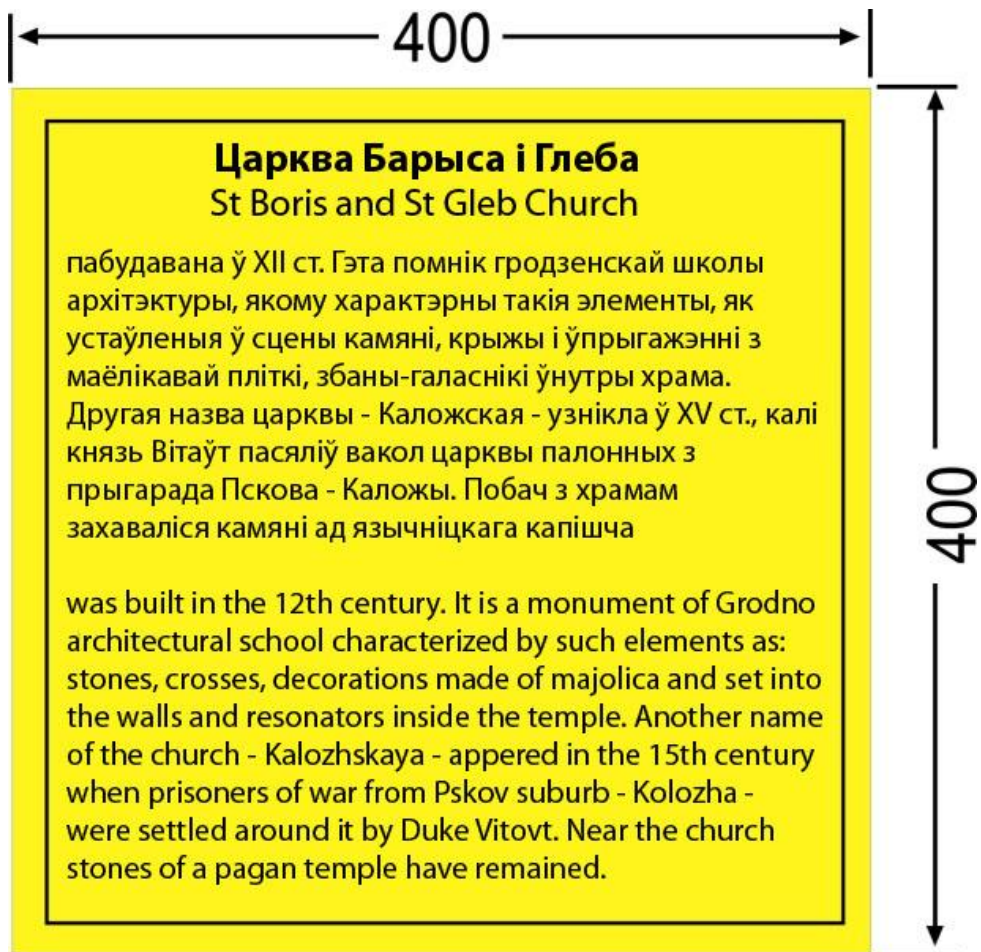 400
Царква Барыса і Глеба
St Boris and St Gleb Church
пабудавана ў XII ст. Гэта помнік гродзенскай школы
архітэктуры, якому характэрны такія элементы, як
устаўленыя ў сцены камяні, крыжы і ўпрыгажэнні з
маёлікавай пліткі, збаны-галаснікі ўнутры храма.
Другая назва царквы - Каложская - узнікла ў XV ст., калі
князь Вітаўт пасяліў вакол царквы палонных з
прыгарада Пскова - Каложы. Побач з храмам
захаваліся камяні ад язычніцкага капішча
was built in the 12th century. It is a monument of Grodno
architectural school characterized by such elements as:
stones, crosses, decorations made of majolica and set into
the walls and resonators inside the temple. Another name
of the church - Kalozhskaya - appered in the 15th century
when prisoners of war from Pskov suburb - Kolozha -
were settled around it by Duke Vitovt. Near the church
stones of a pagan temple have remained.
400